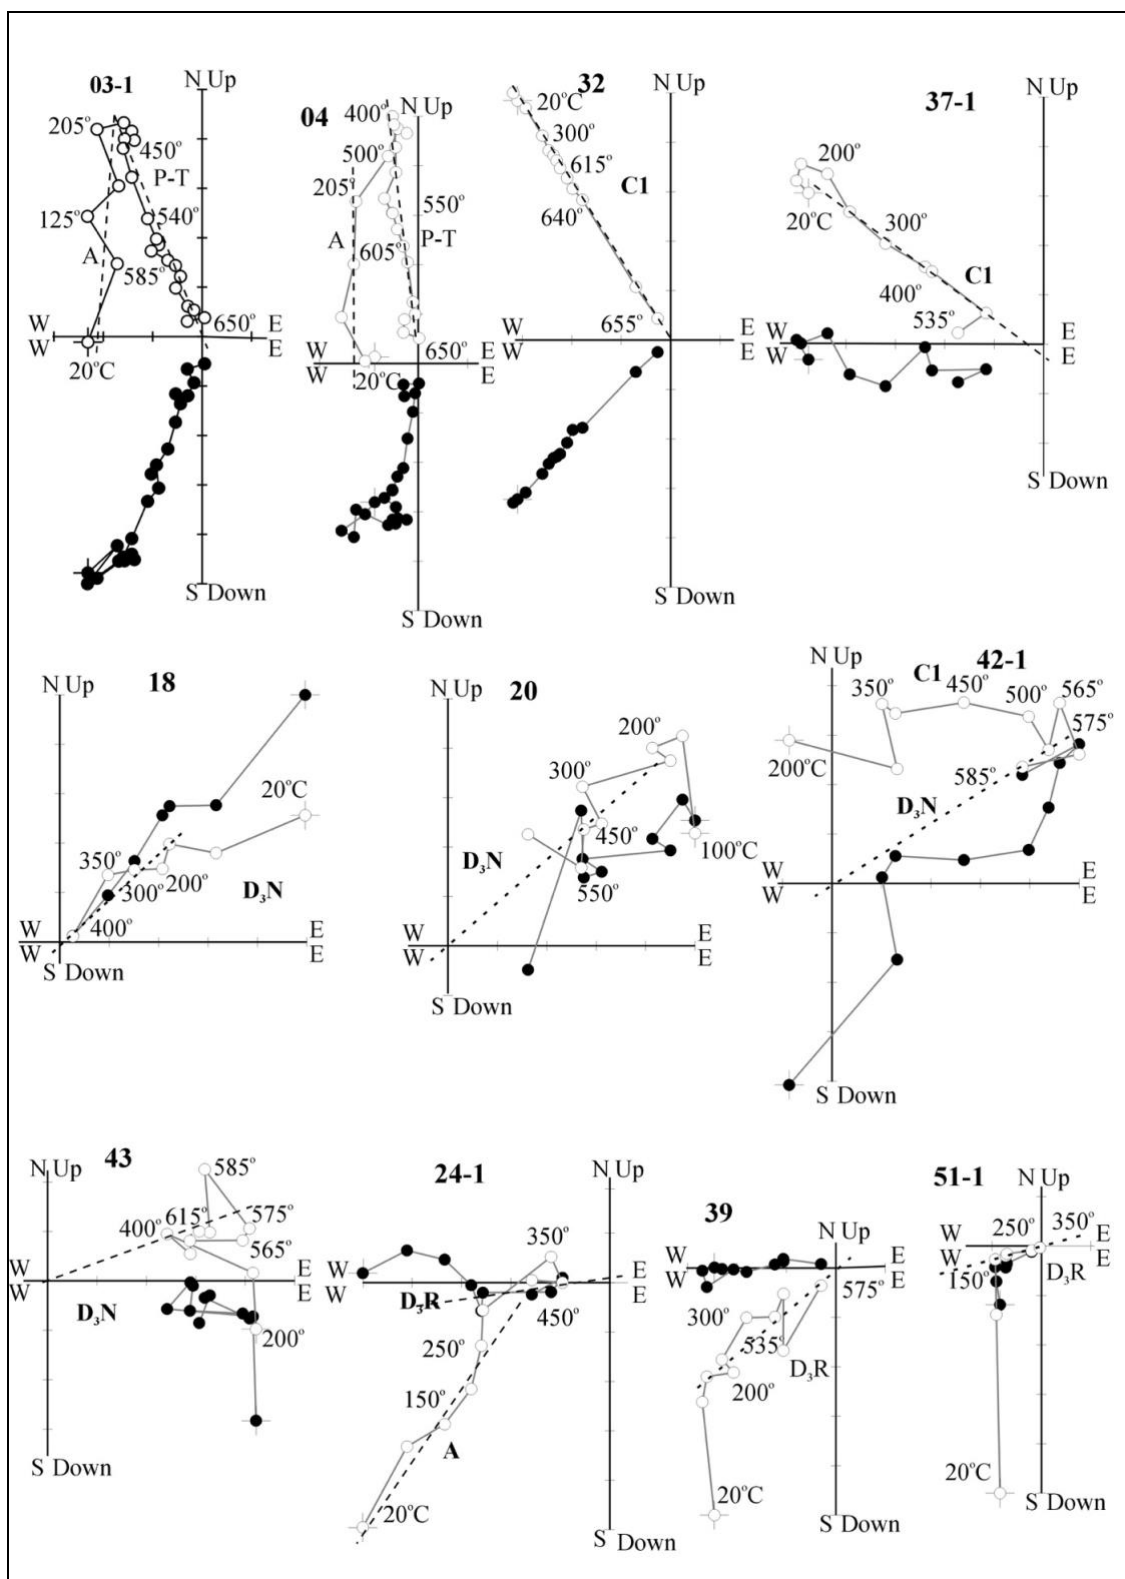 03-1
N Up
205°
450°
P-T
125°
540°
A
585°
650°
W E
W E
20°C
S Down
04
400°
N Up
500°
205°
550°
A
P-T
605°
650°
W E
W E
20°C
S Down
32
N Up
20°C
300°
615°
C1
640°
655°
W E
W E
S Down
37-1
N Up
200°
20°C
300°
C1
400°
535°
W E
W E
S Down
18
N Up
20°C
350°
300°
200°
D₃N
400°
W E
W E
S Down
20
N Up
200°
300°
450°
100°C
D₃N
550°
W E
W E
S Down
42-1
N Up
C1
350°
450°
500°
565°
575°
200°C
585°
D₃N
W E
W E
S Down
43
N Up
585°
400°
615°
575°
565°
W E
W E
D₃N
200°
S Down
24-1
N Up
350°
W E
W E
D₃R
450°
250°
150°
A
20°C
S Down
39
N Up
W E
W E
575°
300°
535°
D₃R
200°
20°C
S Down
51-1
N Up
250°
350°
W E
W E
150°
D₃R
20°C
S Down